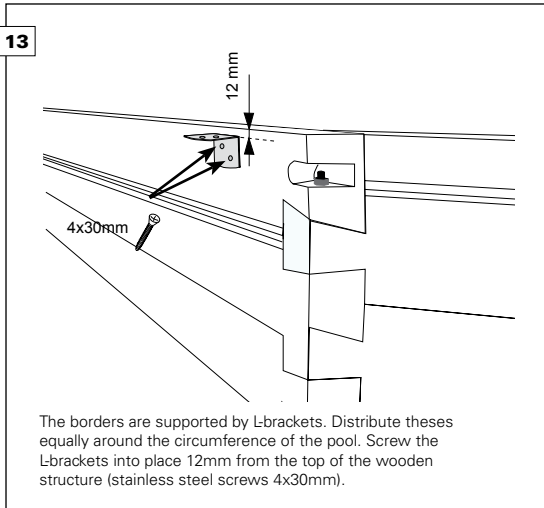 13
12 mm
4x30mm
The borders are supported by L-brackets. Distribute theses
equally around the circumference of the pool. Screw the
L-brackets into place 12mm from the top of the wooden
structure (stainless steel screws 4x30mm).